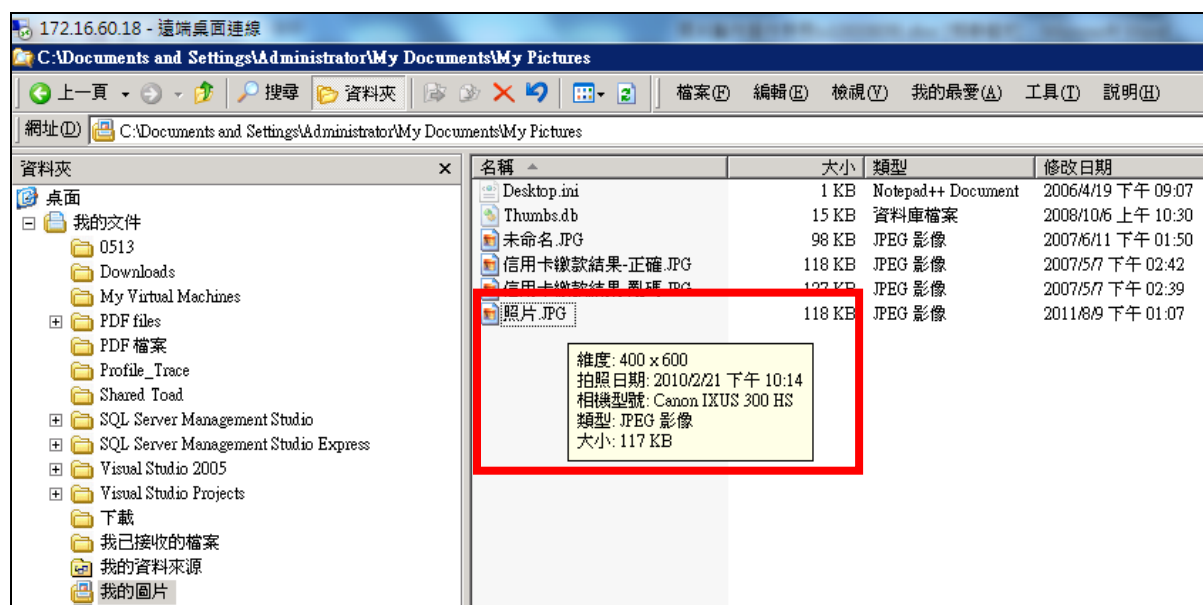 172.16.60.18 - 遠端桌面連線
C:\Documents and Settings\Administrator\My Documents\My Pictures
上一頁 搜尋 資料夾 檔案(F) 編輯(E) 檢視(V) 我的最愛(A) 工具(T) 說明(H)
網址(D) C:\Documents and Settings\Administrator\My Documents\My Pictures
資料夾 x 名稱 大小 類型 修改日期
桌面
我的文件
0513
Downloads
My Virtual Machines
PDF files
PDF 檔案
Profile_Trace
Shared Toad
SQL Server Management Studio
SQL Server Management Studio Express
Visual Studio 2005
Visual Studio Projects
下載
我已接收的檔案
我的資料來源
我的圖片
Desktop.ini 1 KB Notepad++ Document 2006/4/19 下午 09:07
Thumbs.db 15 KB 資料庫檔案 2008/10/6 上午 10:30
未命名.JPG 98 KB JPEG 影像 2007/6/11 下午 01:50
信用卡繳款結果-正確.JPG 118 KB JPEG 影像 2007/5/7 下午 02:42
信用卡繳款結果-亂碼.JPG 127 KB JPEG 影像 2007/5/7 下午 02:39
照片.JPG 118 KB JPEG 影像 2011/8/9 下午 01:07
維度: 400 x 600
拍照日期: 2010/2/21 下午 10:14
相機型號: Canon IXUS 300 HS
類型: JPEG 影像
大小: 117 KB